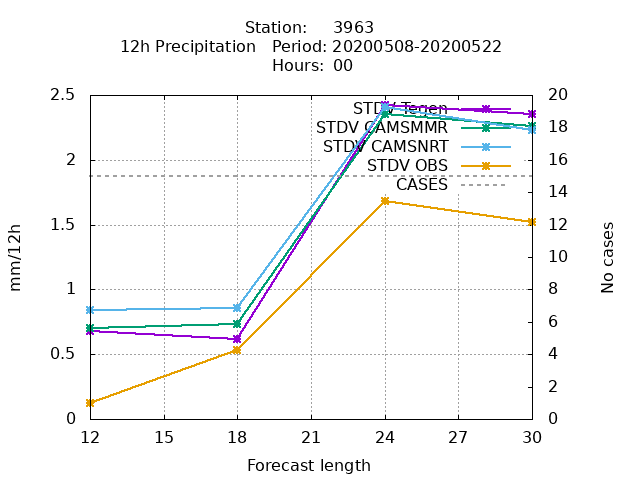 Station: 3963
12h Precipitation Period: 20200508-20200522
Hours: 00
2.5
2
1.5
1
0.5
0
20
18
16
14
12
10
8
6
4
2
0
STDV Tegen
STDV CAMSMMR
STDV CAMSNRT
STDV OBS
CASES
mm/12h
No cases
12 15 18 21 24 27 30
Forecast length